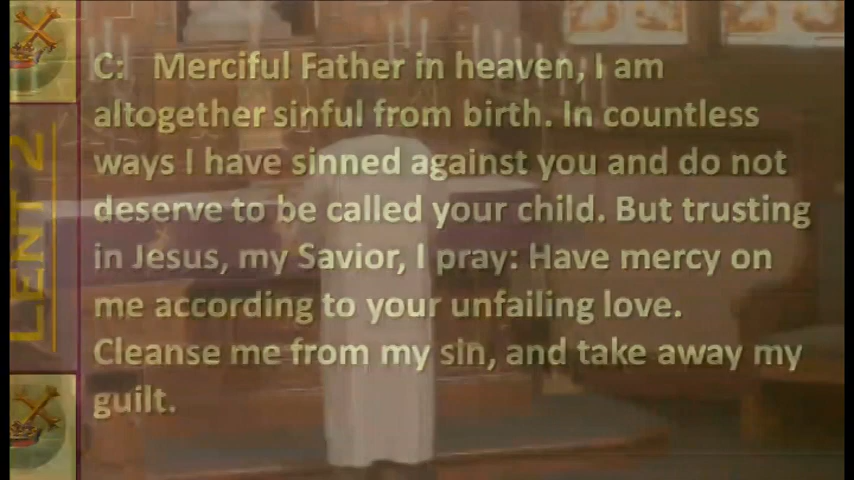 C: Merciful Father in heaven, I am
altogether sinful from birth. In countless
ways I have sinned against you and do not
deserve to be called your child. But trusting
in Jesus, my Savior, I pray: Have mercy on
me according to your unfailing love.
Cleanse me from my sin, and take away my
guilt.
LENT 2